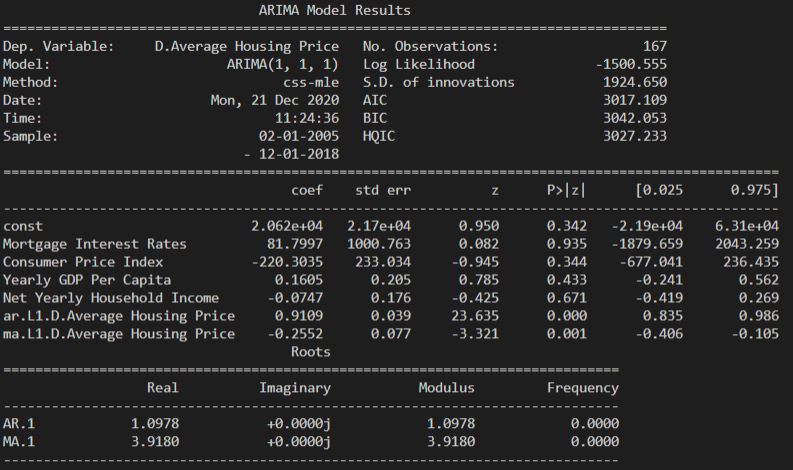 ARIMA Model Results
==============================================================================
Dep. Variable: D.Average Housing Price No. Observations: 167
Model: ARIMA(1, 1, 1) Log Likelihood -1500.555
Method: css-mle S.D. of innovations 1924.650
Date: Mon, 21 Dec 2020 AIC 3017.109
Time: 11:24:36 BIC 3042.053
Sample: 02-01-2005 HQIC 3027.233
- 12-01-2018
==============================================================================
coef std err z P>|z| [0.025 0.975]
------------------------------------------------------------------------------
const 2.062e+04 2.17e+04 0.950 0.342 -2.19e+04 6.31e+04
Mortgage Interest Rates 81.7997 1000.763 0.082 0.935 -1879.659 2043.259
Consumer Price Index -220.3035 233.034 -0.945 0.344 -677.041 236.435
Yearly GDP Per Capita 0.1605 0.205 0.785 0.433 -0.241 0.562
Net Yearly Household Income -0.0747 0.176 -0.425 0.671 -0.419 0.269
ar.L1.D.Average Housing Price 0.9109 0.039 23.635 0.000 0.835 0.986
ma.L1.D.Average Housing Price -0.2552 0.077 -3.321 0.001 -0.406 -0.105
Roots
==============================================================================
Real Imaginary Modulus Frequency
------------------------------------------------------------------------------
AR.1 1.0978 +0.0000j 1.0978 0.0000
MA.1 3.9180 +0.0000j 3.9180 0.0000
------------------------------------------------------------------------------